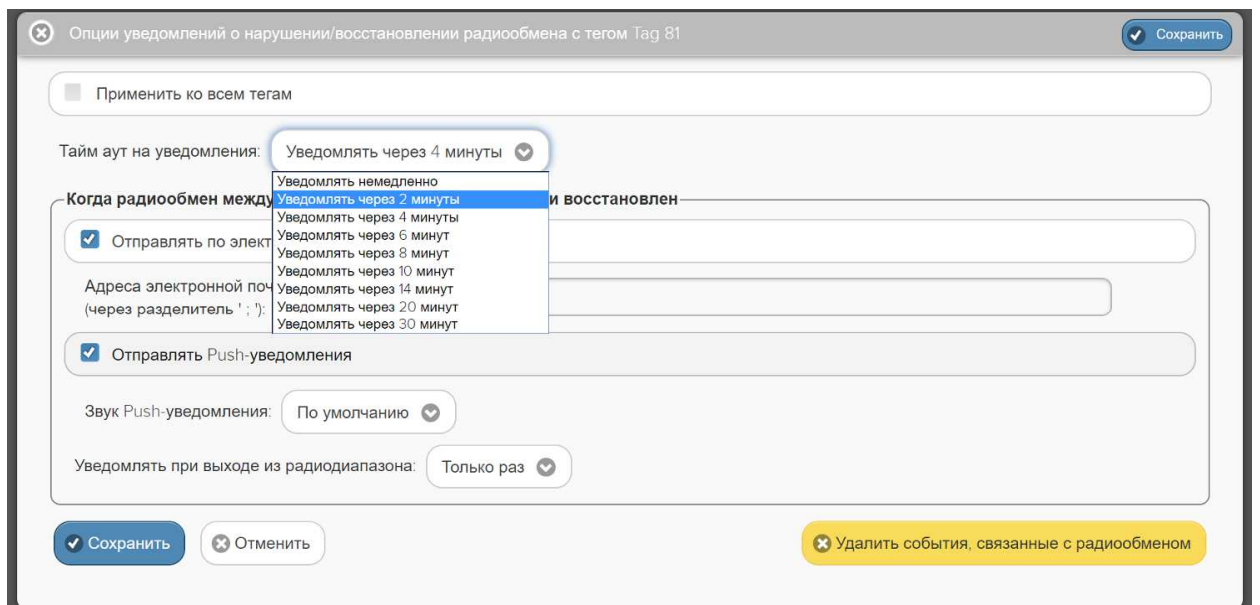 Опции уведомлений о нарушении/восстановлении радиообмена с тегом Tag 81
Сохранить
Применить ко всем тегам
Тайм аут на уведомления:
Уведомлять через 4 минуты
Уведомлять немедленно
Уведомлять через 2 минуты
Уведомлять через 4 минуты
Уведомлять через 6 минут
Уведомлять через 8 минут
Уведомлять через 10 минут
Уведомлять через 14 минут
Уведомлять через 20 минут
Уведомлять через 30 минут
Когда радиообмен между и восстановлен
Отправлять по элект
Адреса электронной поч
(через разделитель ' ; '):
Отправлять Push-уведомления
Звук Push-уведомления:
По умолчанию
Уведомлять при выходе из радиодиапазона:
Только раз
Сохранить
Отменить
Удалить события, связанные с радиообменом